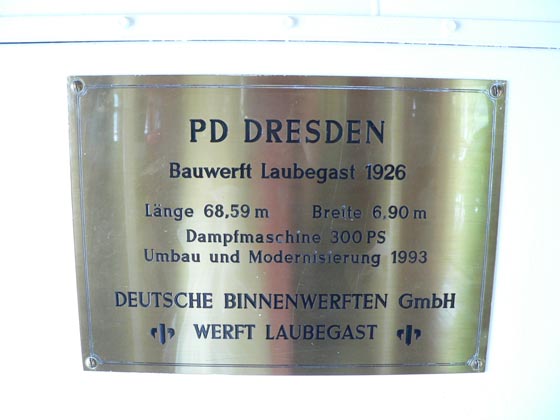 PD DRESDEN
Bauwerft Laubegast 1926
Länge 68,59 m Breite 6,90 m
Dampfmaschine 300 PS
Umbau und Modernisierung 1993
DEUTSCHE BINNENWERFTEN GmbH
WERFT LAUBEGAST